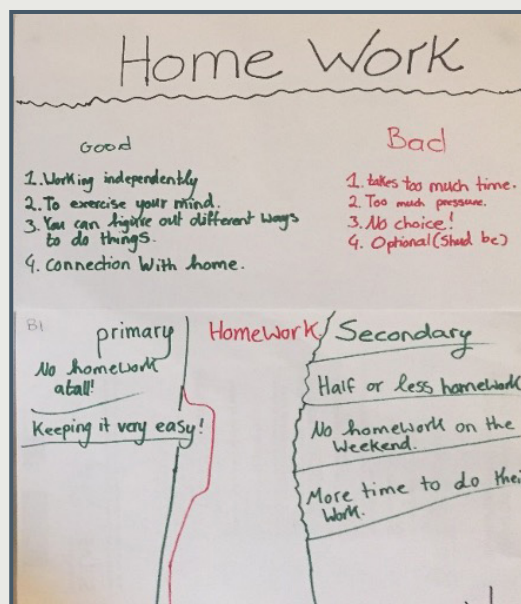 Home Work
Good
1. Working independently
2. To exercise your mind.
3. You can figure out different ways
to do things.
4. Connection With home.
Bad
1. takes too much time.
2. Too much pressure.
3. No choice!
4. Optional (Shud be)
B1
primary
No homework
atall!
Keeping it very easy!
HomeWork
Secondary
Half or less homework
No homework on the
Weekend.
More time to do thei
Work.